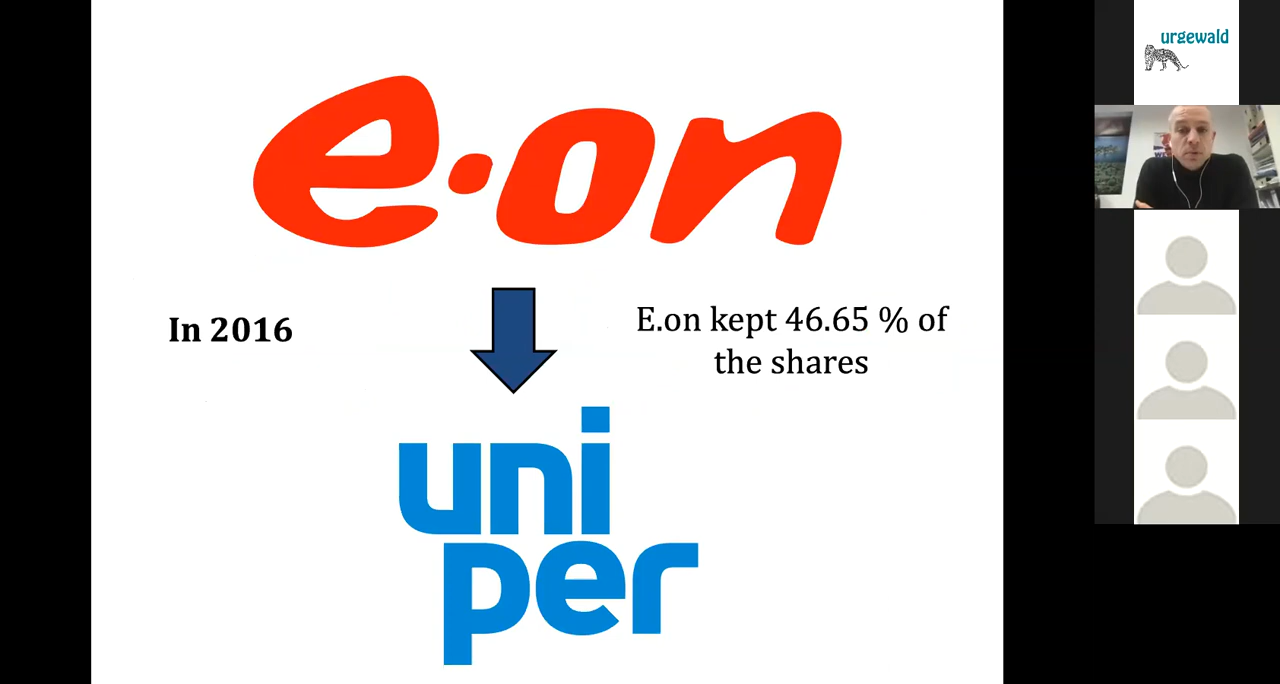 e.on
In 2016
E.on kept 46.65 % of
the shares
uni
per
urgewald